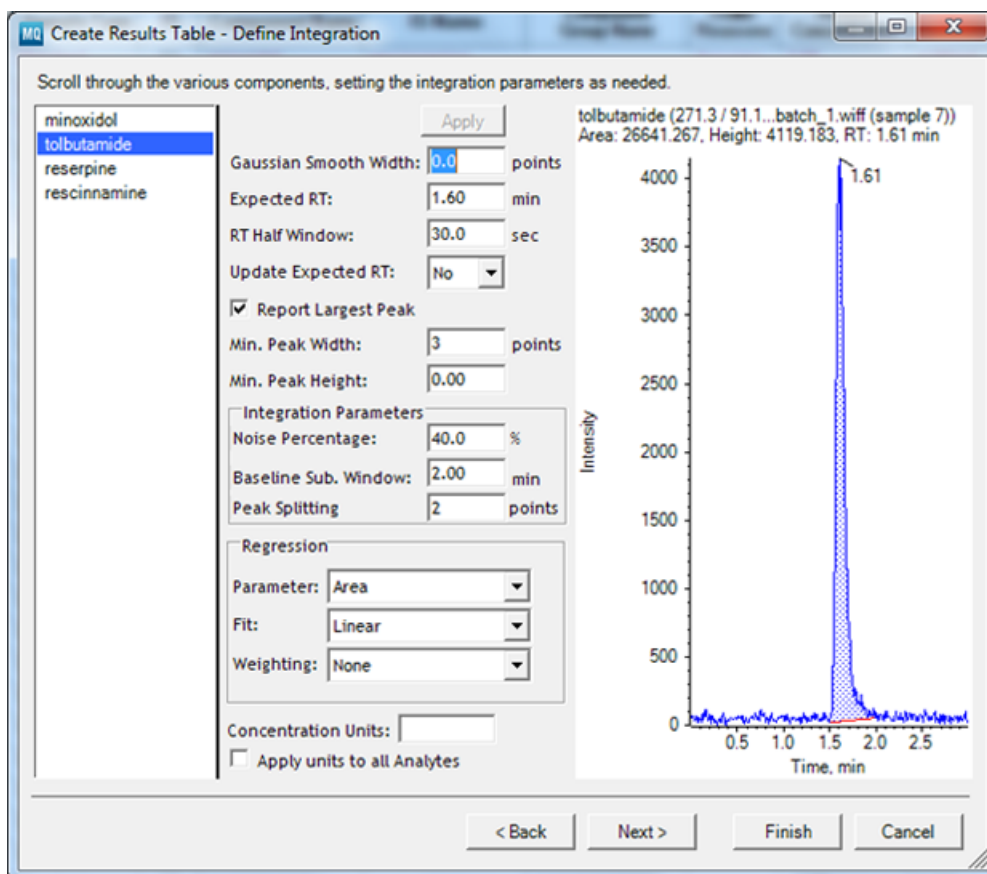 MQ Create Results Table - Define Integration
Scroll through the various components, setting the integration parameters as needed.
minoxidol
tolbutamide
reserpine
rescinnamine
Apply
Gaussian Smooth Width: 0.0 points
Expected RT: 1.60 min
RT Half Window: 30.0 sec
Update Expected RT: No
Report Largest Peak
Min. Peak Width: 3 points
Min. Peak Height: 0.00
Integration Parameters
Noise Percentage: 40.0 %
Baseline Sub. Window: 2.00 min
Peak Splitting 2 points
Regression
Parameter: Area
Fit: Linear
Weighting: None
Concentration Units:
Apply units to all Analytes
tolbutamide (271.3 / 91.1...batch_1.wiff (sample 7))
Area: 26641.267, Height: 4119.183, RT: 1.61 min
1.61
4000
3500
3000
2500
2000
1500
1000
500
0
Intensity
0.5 1.0 1.5 2.0 2.5
Time, min
< Back Next > Finish Cancel